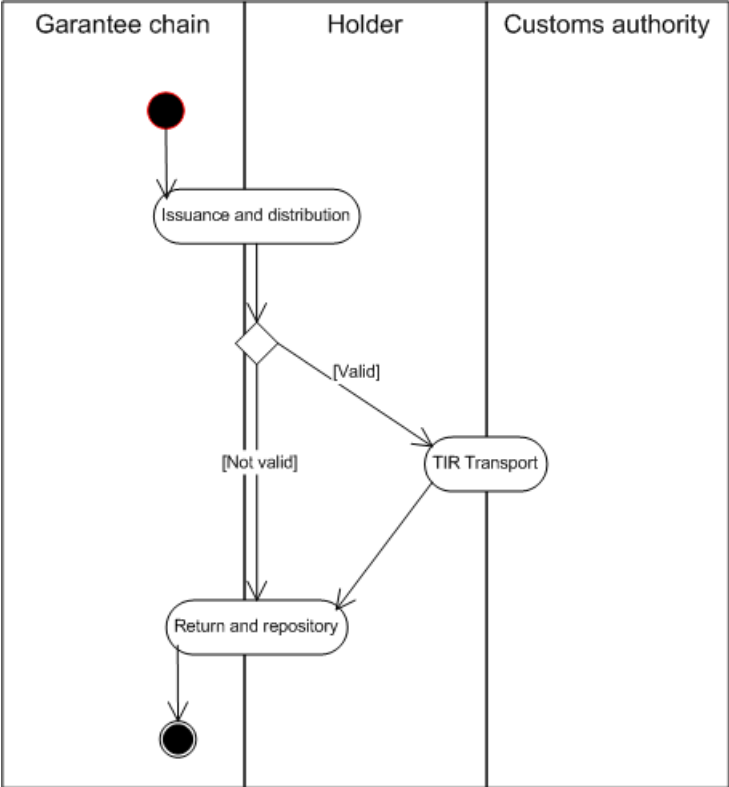 Garantee chain
Holder
Customs authority
Issuance and distribution
[Valid]
[Not valid]
TIR Transport
Return and repository